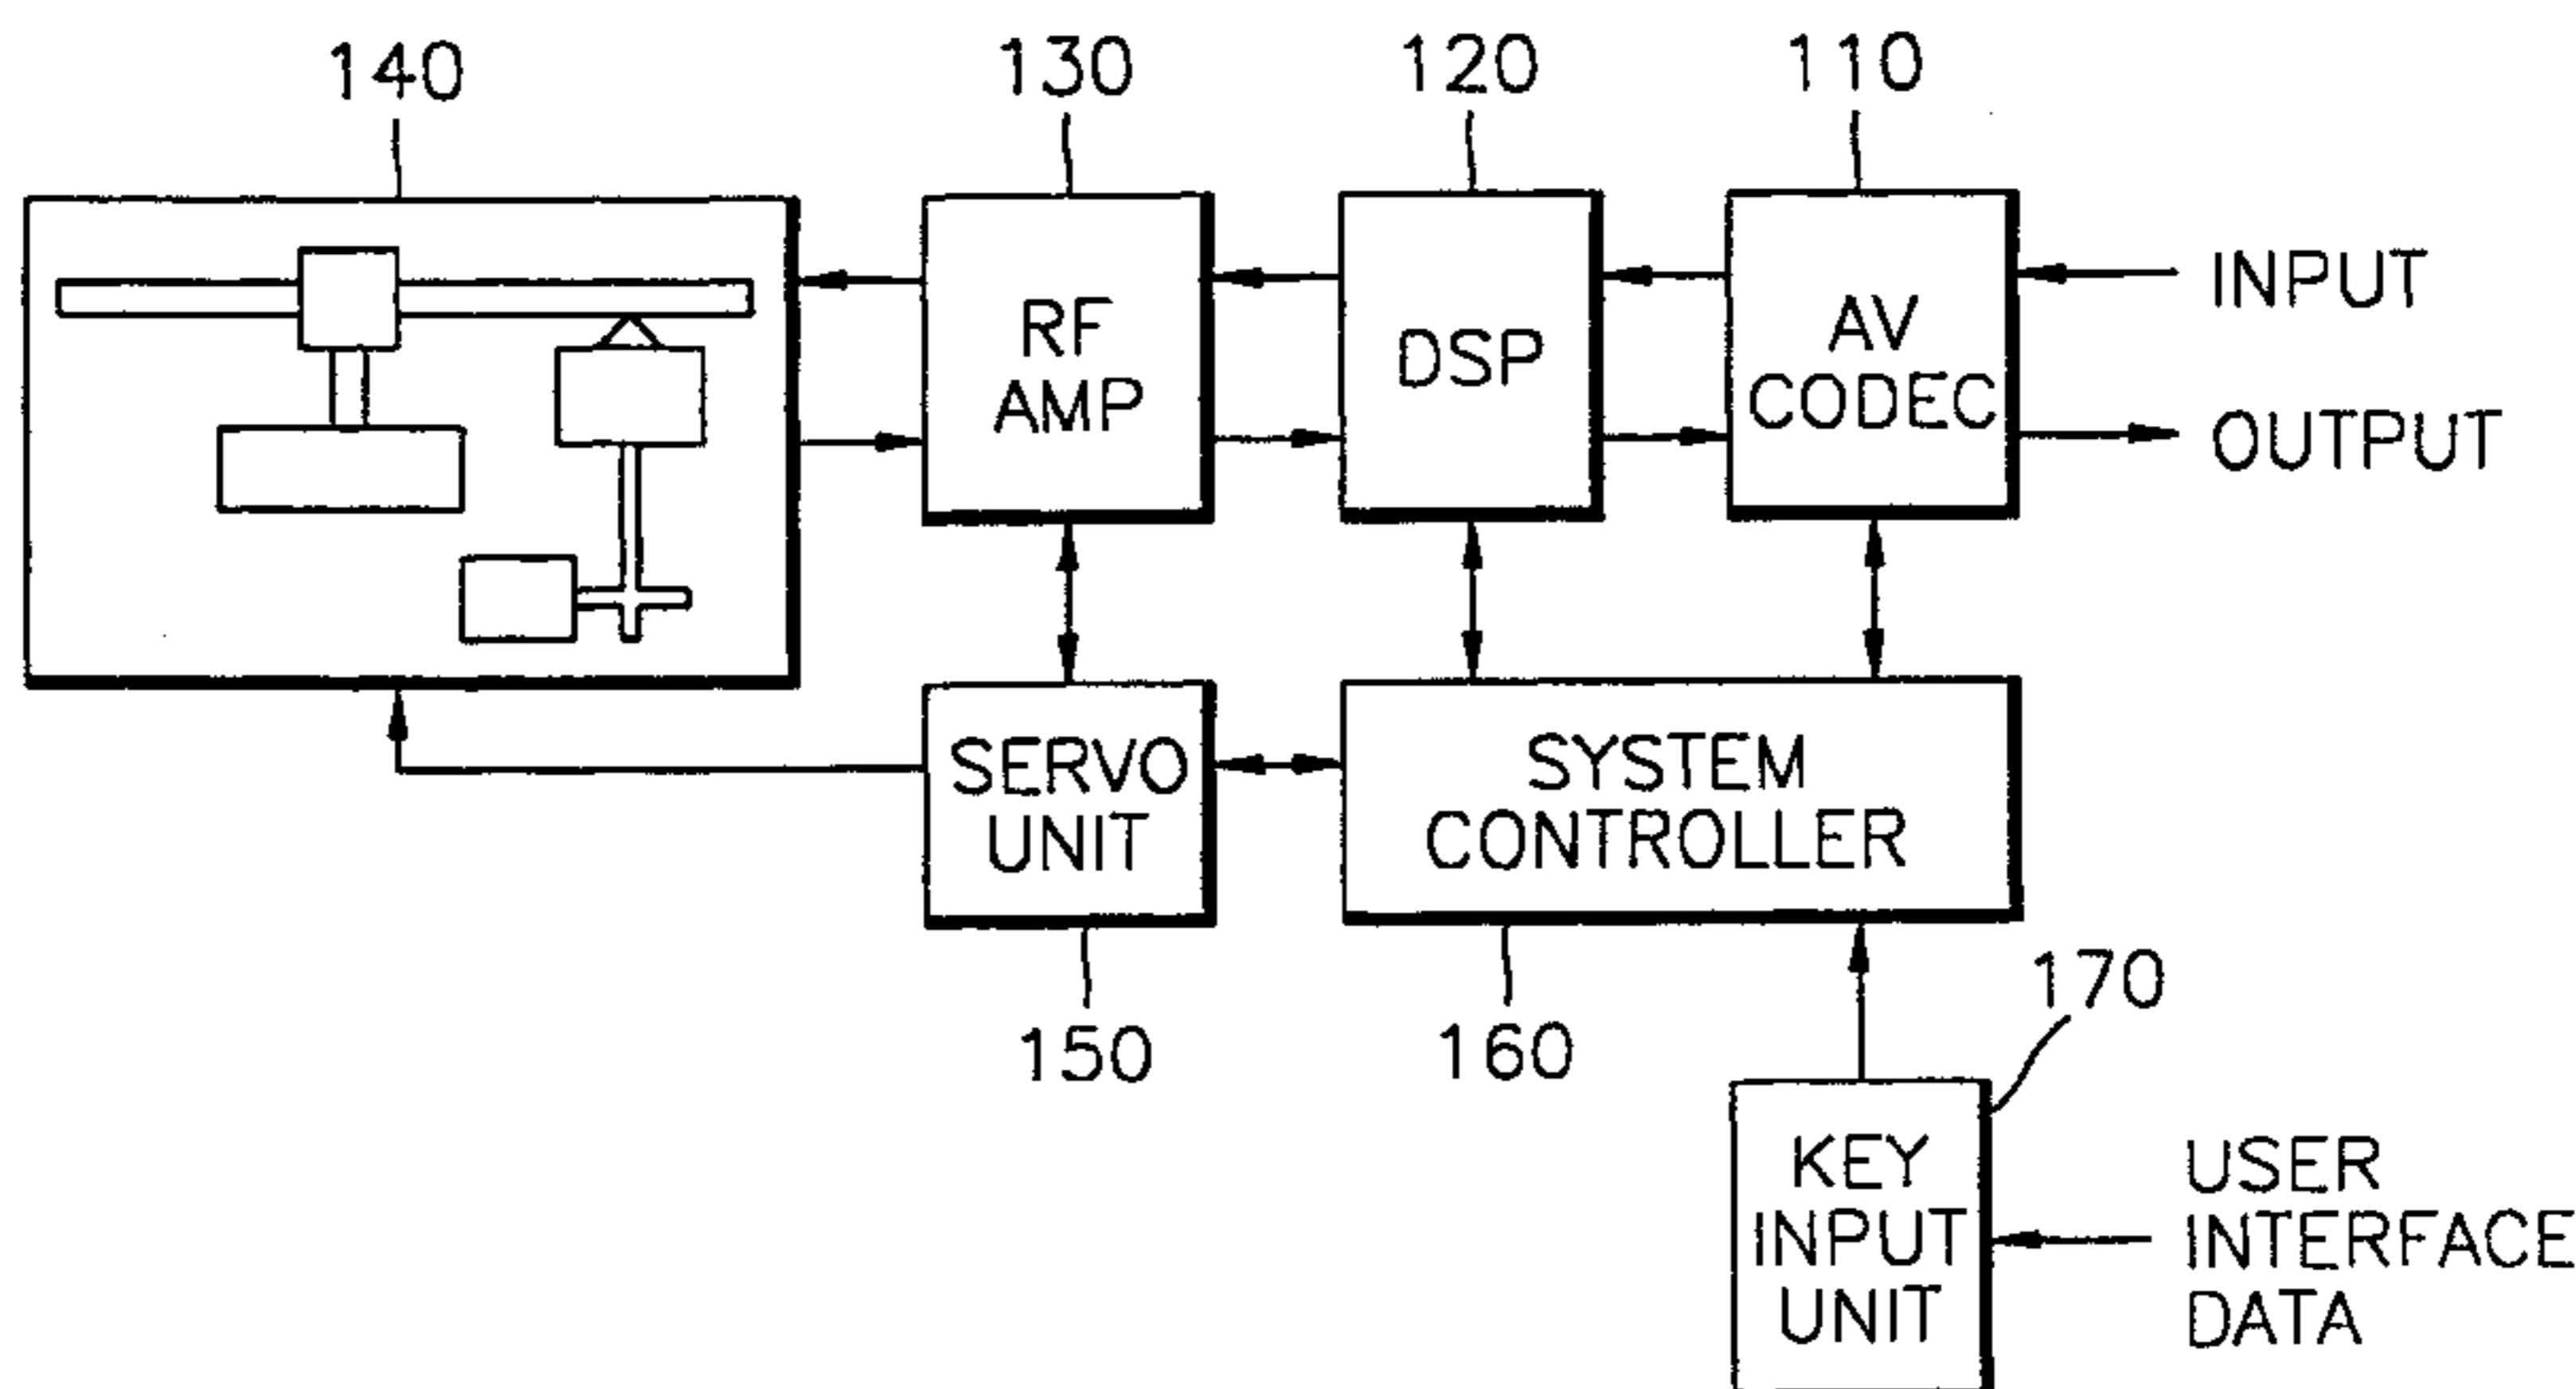 140
130
120
110
RF
AMP
DSP
AV
CODEC
INPUT
OUTPUT
SERVO
UNIT
SYSTEM
CONTROLLER
150
160
170
KEY
INPUT
UNIT
USER
INTERFACE
DATA